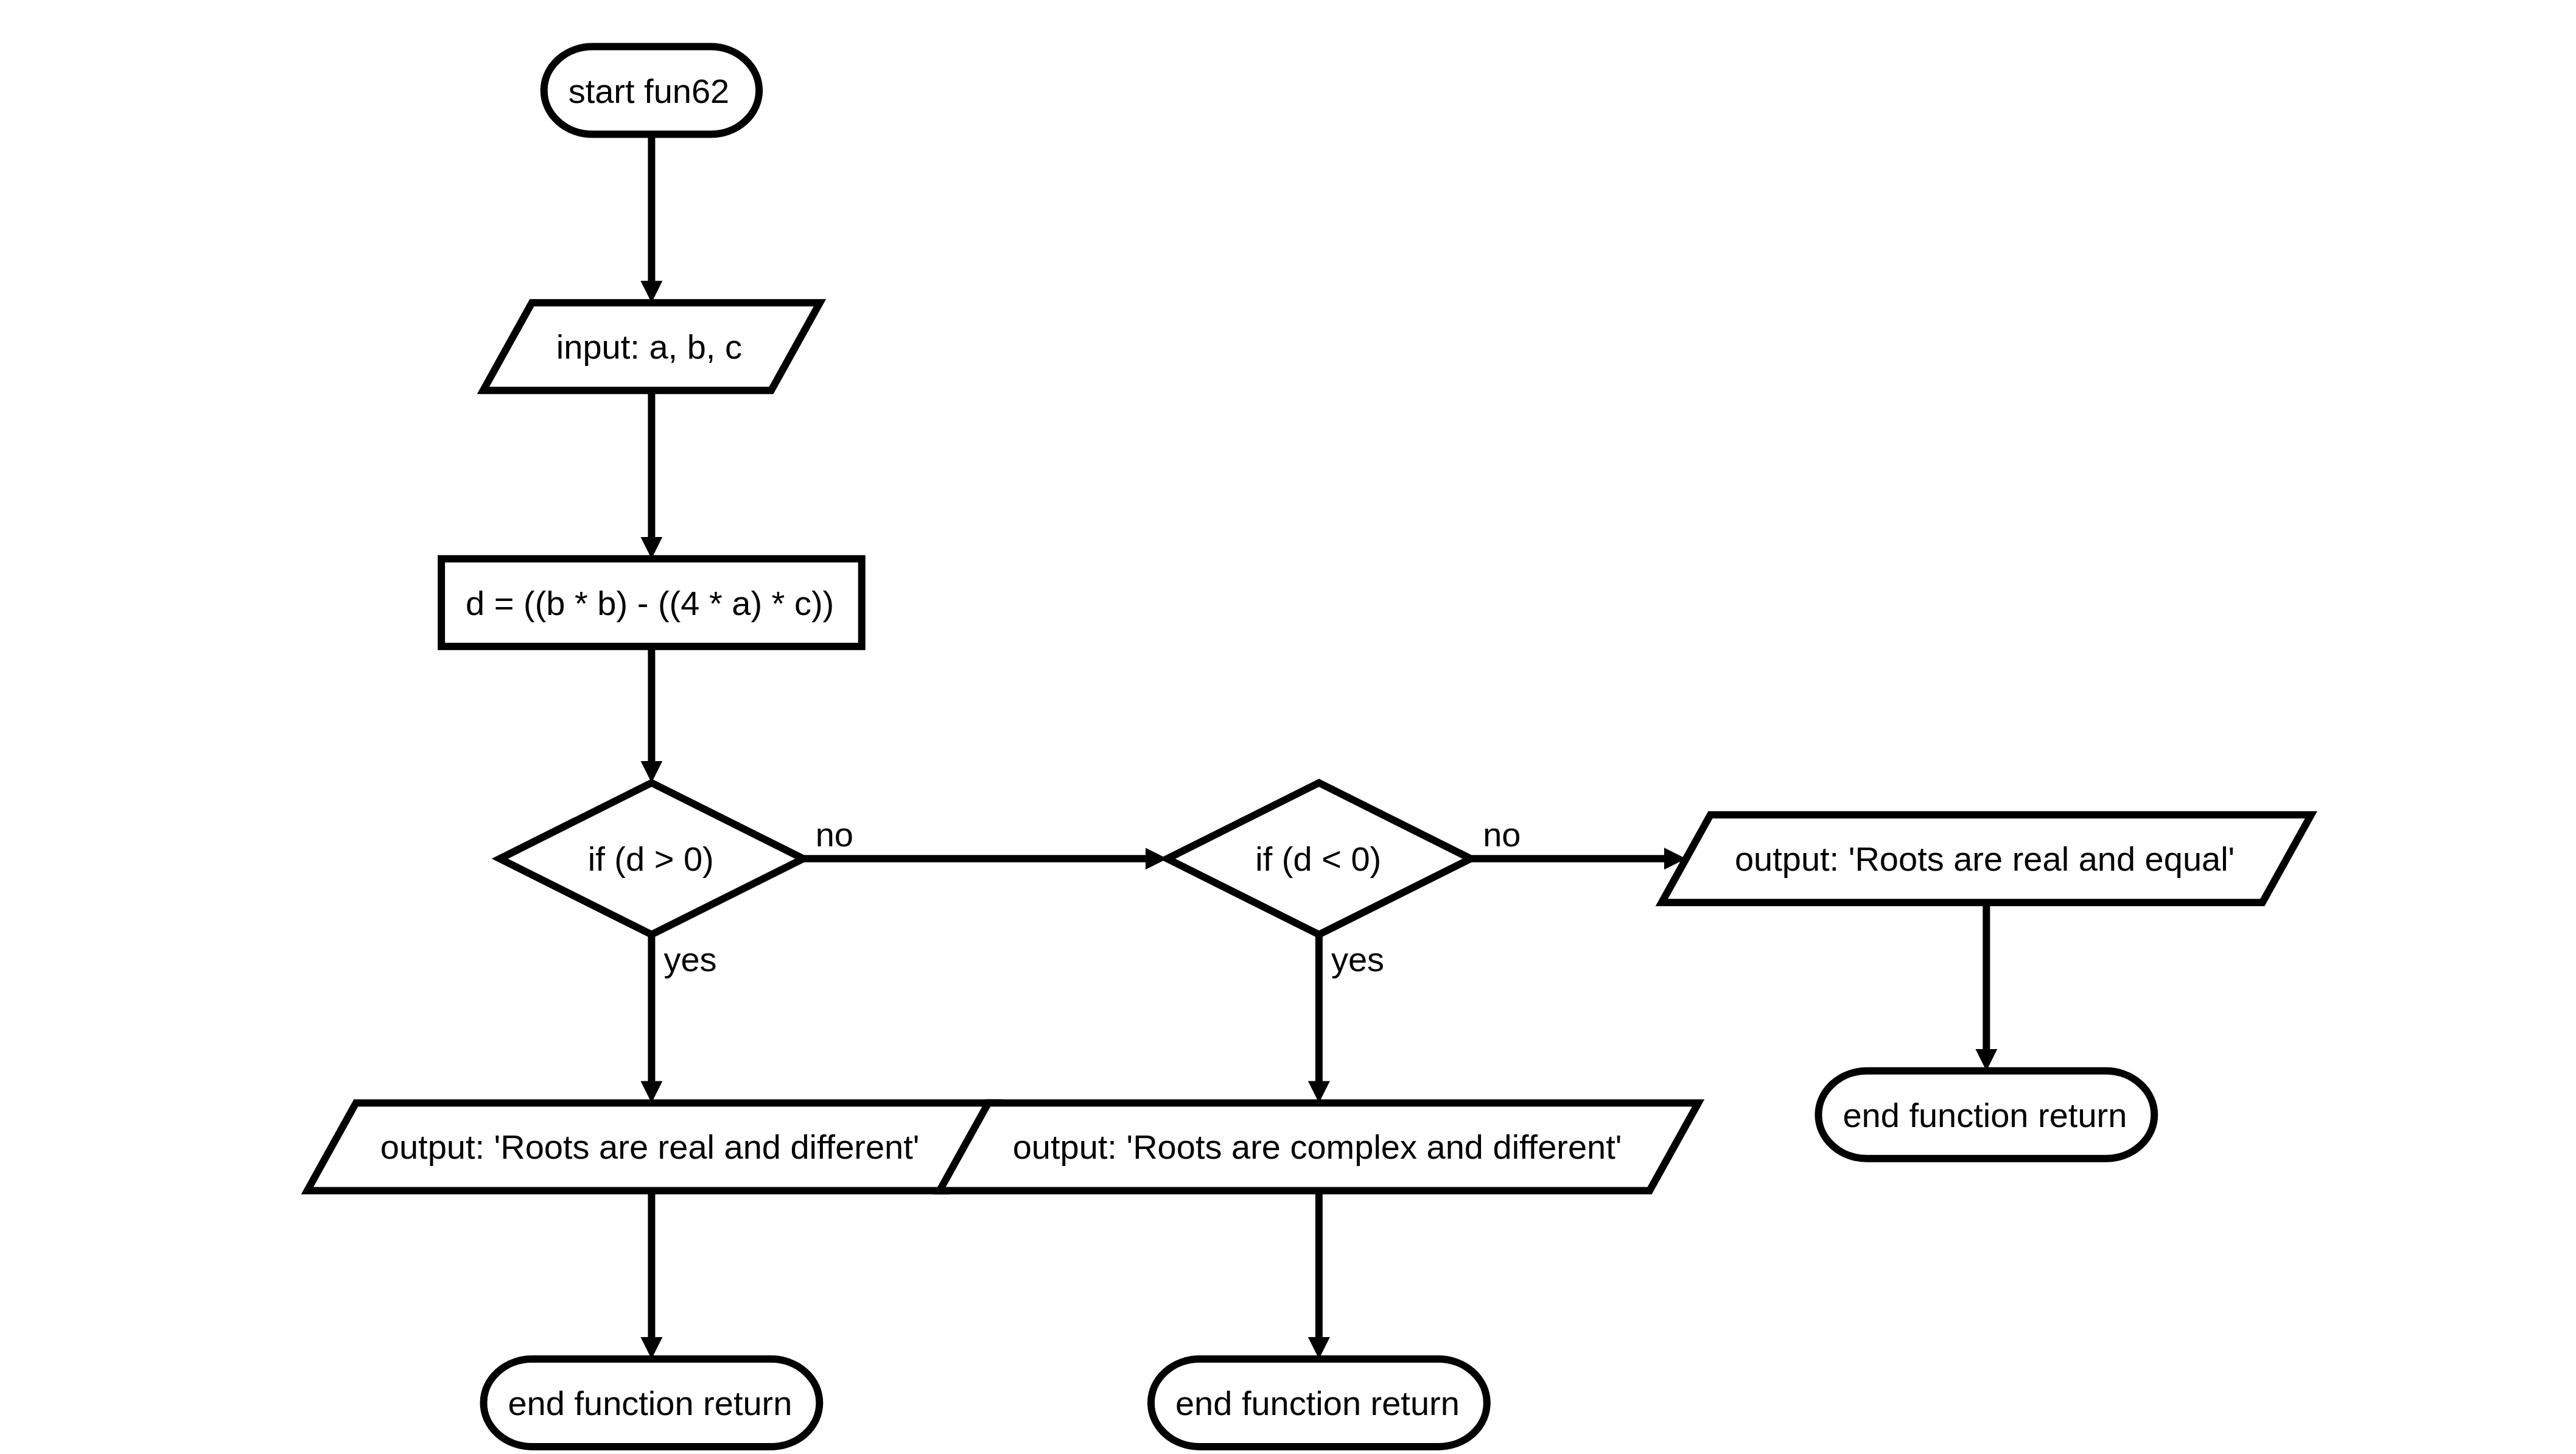 start fun62
input: a, b, c
d = ((b * b) - ((4 * a) * c))
if (d > 0)
no
if (d < 0)
no
output: 'Roots are real and equal'
yes
yes
output: 'Roots are real and different'
output: 'Roots are complex and different'
end function return
end function return
end function return